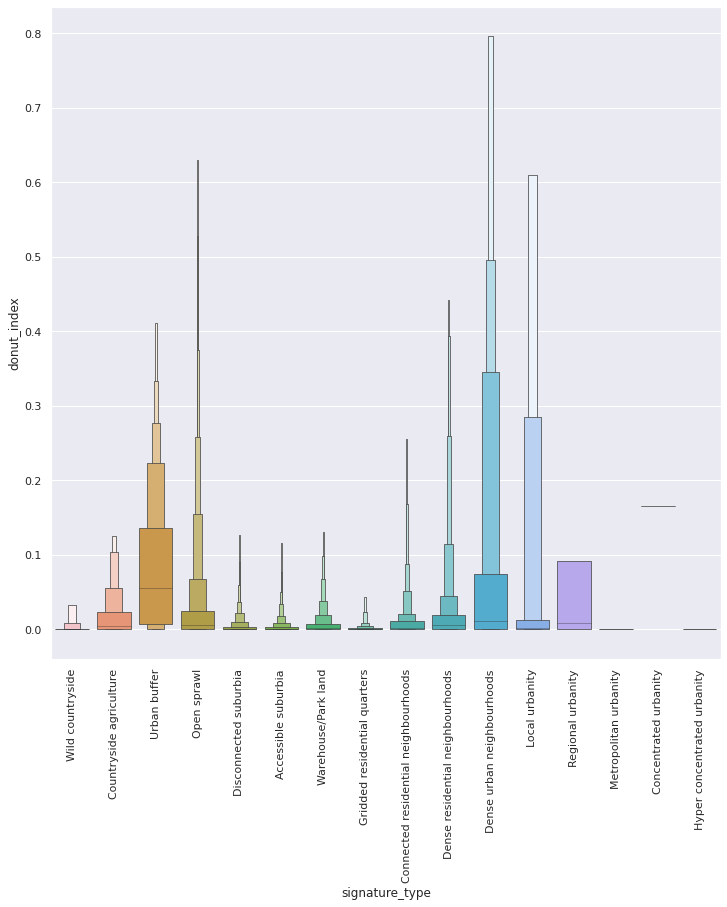 0.8
0.7
0.6
0.5
0.4
0.3
0.2
0.1
0.0
donut_index
Wild countryside
Countryside agriculture
Urban buffer
Open sprawl
Disconnected suburbia
Accessible suburbia
Warehouse/Park land
Gridded residential quarters
Connected residential neighbourhoods
Dense residential neighbourhoods
Dense urban neighbourhoods
Local urbanity
Regional urbanity
Metropolitan urbanity
Concentrated urbanity
Hyper concentrated urbanity
signature_type